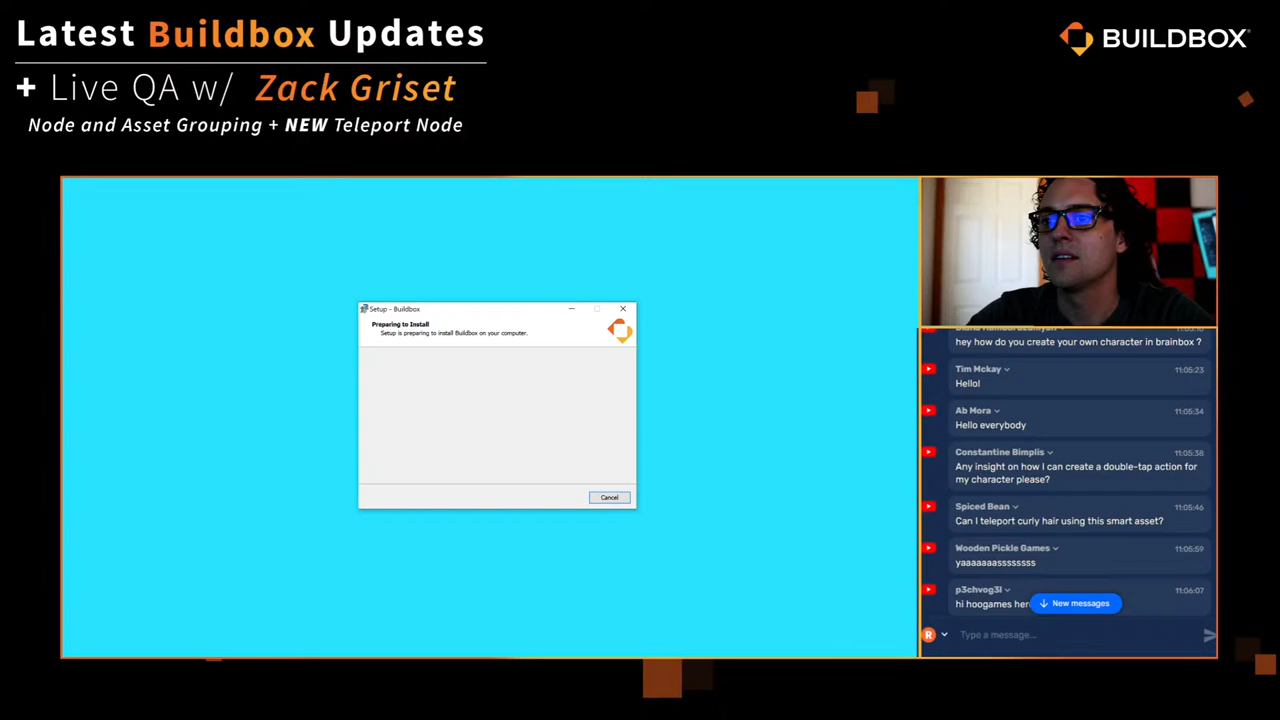 Latest Buildbox Updates
+ Live QA w/ Zack Griset
Node and Asset Grouping + NEW Teleport Node
BUILDBOX
Setup - Buildbox
Preparing to Install
Setup is preparing to install Buildbox on your computer.
Cancel
hey how do you create your own character in brainbox ?
Tim Mckay 11:05:23
Hellol
Ab Mora 11:05:34
Hello everybody
Constantine Bimplis 11:05:38
Any insight on how I can create a double-tap action for
my character please?
Spiced Bean 11:05:46
Can I teleport curly hair using this smart asset?
Wooden Pickle Games 11:05:59
yaaaaaaasssssss
p3chvog3l 11:06:07
hi hoogames her
New messages
R Type a message...